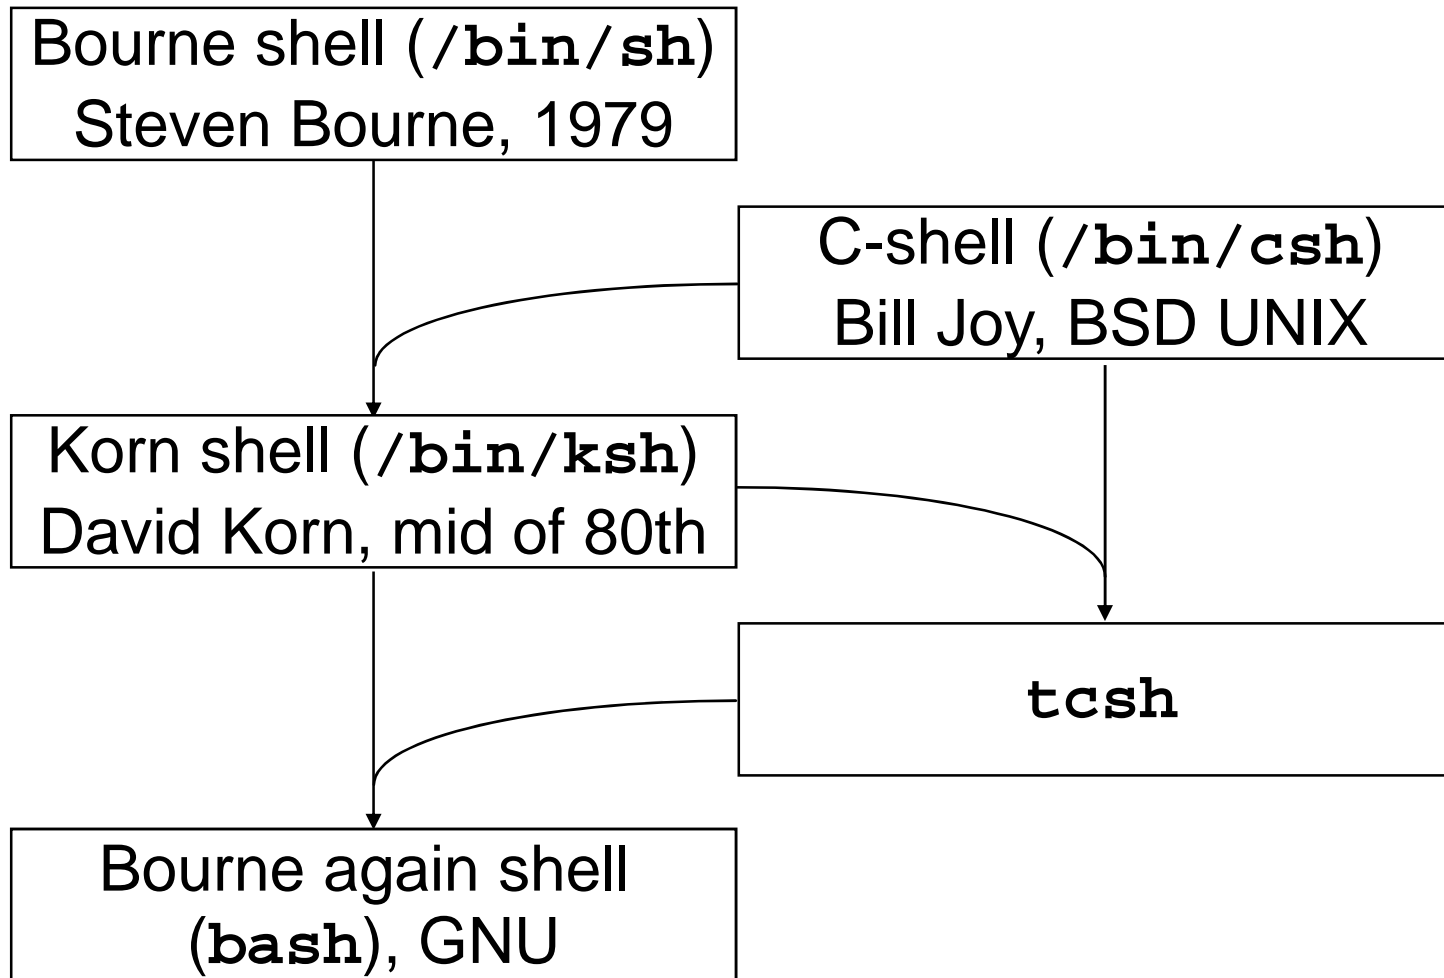 Bourne shell (/bin/sh)
Steven Bourne, 1979
C-shell (/bin/csh)
Bill Joy, BSD UNIX
Korn shell (/bin/ksh)
David Korn, mid of 80th
tcsh
Bourne again shell
(bash), GNU